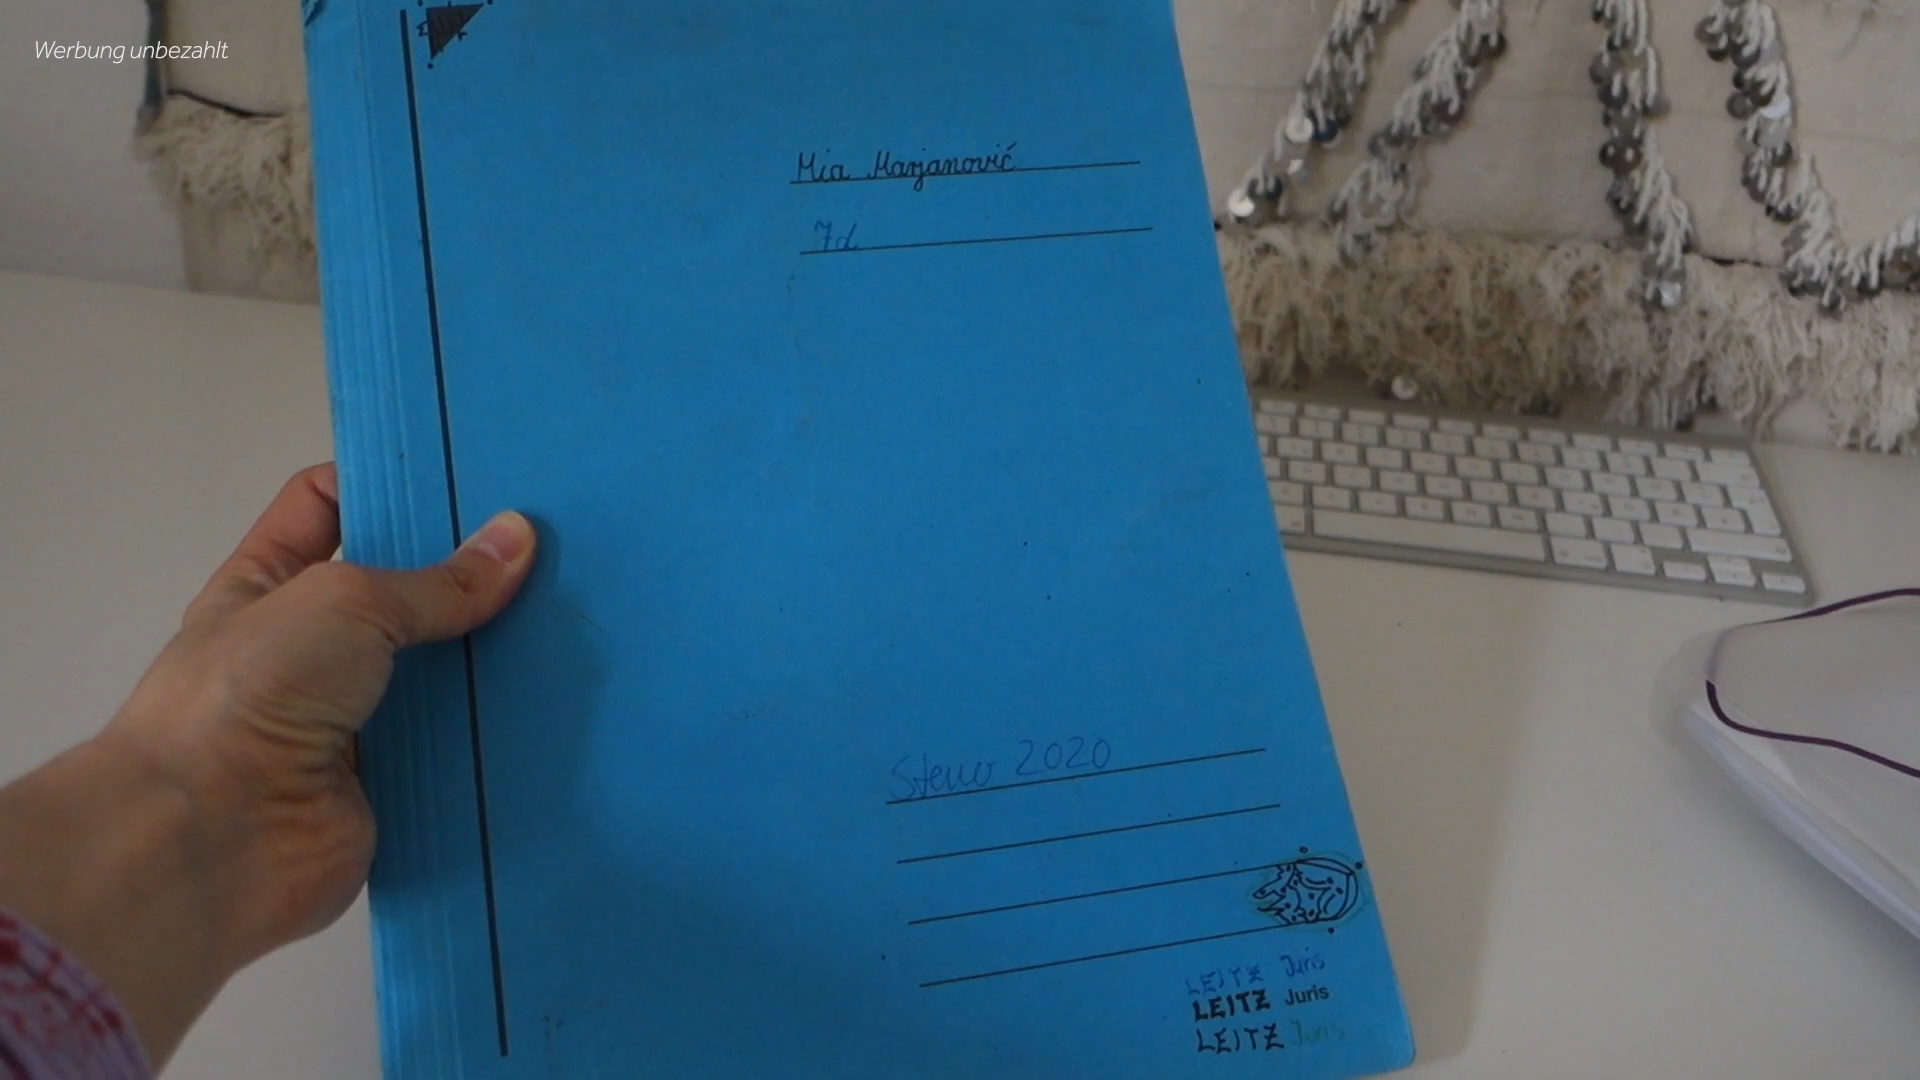 Werbung unbezahlt
Mia Marjanović
7d
Steuer 2020
LEITZ Juris
LEITZ Juris
LEITZ Juris